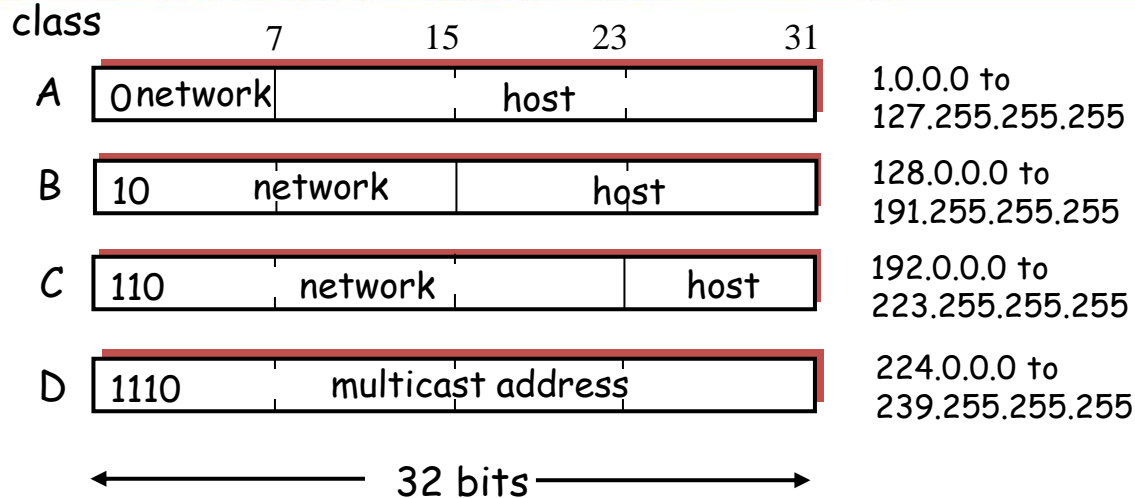 class
7 15 23 31
A 0 network host 1.0.0.0 to
127.255.255.255
B 10 network host 128.0.0.0 to
191.255.255.255
C 110 network host 192.0.0.0 to
223.255.255.255
D 1110 multicast address 224.0.0.0 to
239.255.255.255
32 bits